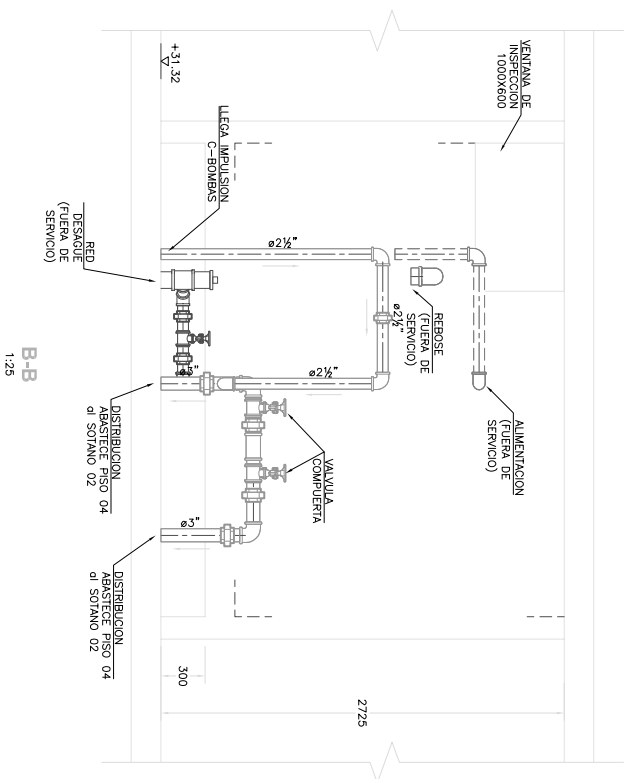 VENTANA DE
INSPECCION
1000X600
+31.32
LLEGA IMPULSION
C-BOMBAS
RED
DESAGUE
(FUERA DE
SERVICIO)
ø2½"
ø2½"
ø2½"
REBOSE
(FUERA DE
SERVICIO)
ALIMENTACION
(FUERA DE
SERVICIO)
ø3"
VALVULA
COMPUERTA
DISTRIBUCION
ABASTECE PISO 04
al SOTANO 02
ø3"
DISTRIBUCION
ABASTECE PISO 04
al SOTANO 02
300
2725
B-B
1:25